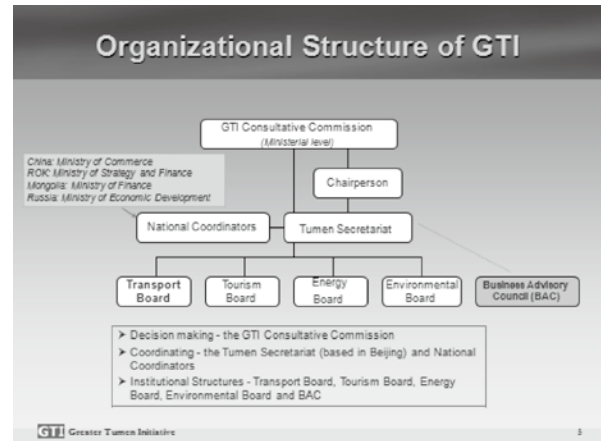 Organizational Structure of GTI
GTI Consultative Commission
(Ministerial level)
China: Ministry of Commerce
ROK: Ministry of Strategy and Finance
Mongolia: Ministry of Finance
Russia: Ministry of Economic Development
Chairperson
National Coordinators
Tumen Secretariat
Transport
Board
Tourism
Board
Energy
Board
Environmental
Board
Business Advisory
Council (BAC)
➤ Decision making - the GTI Consultative Commission
➤ Coordinating - the Tumen Secretariat (based in Beijing) and National
Coordinators
➤ Institutional Structures - Transport Board, Tourism Board, Energy
Board, Environmental Board and BAC
GTI Greater Tumen Initiative
5